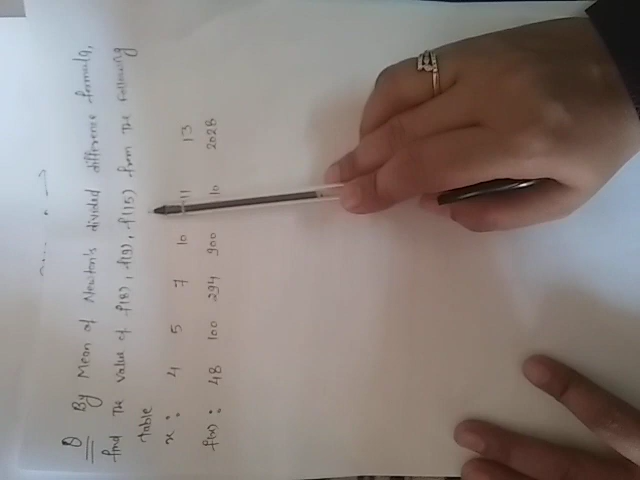 Q By Mean of Newton's divided difference formula,
find The value of f(8), f(9), f(15) from The following
table
x : 4 5 7 10 11 13
f(x) : 48 100 294 900 10 2028